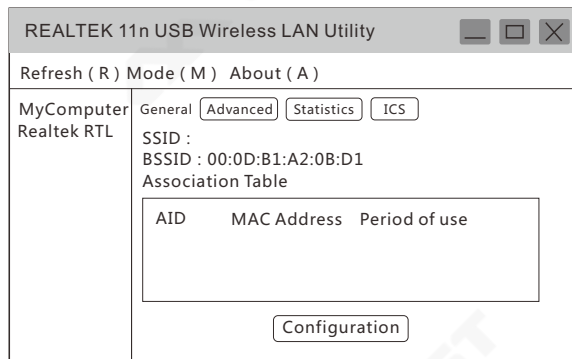 REALTEK 11n USB Wireless LAN Utility
Refresh ( R ) Mode ( M ) About ( A )
MyComputer
Realtek RTL
General Advanced Statistics ICS
SSID :
BSSID : 00:0D:B1:A2:0B:D1
Association Table
AID MAC Address Period of use
Configuration